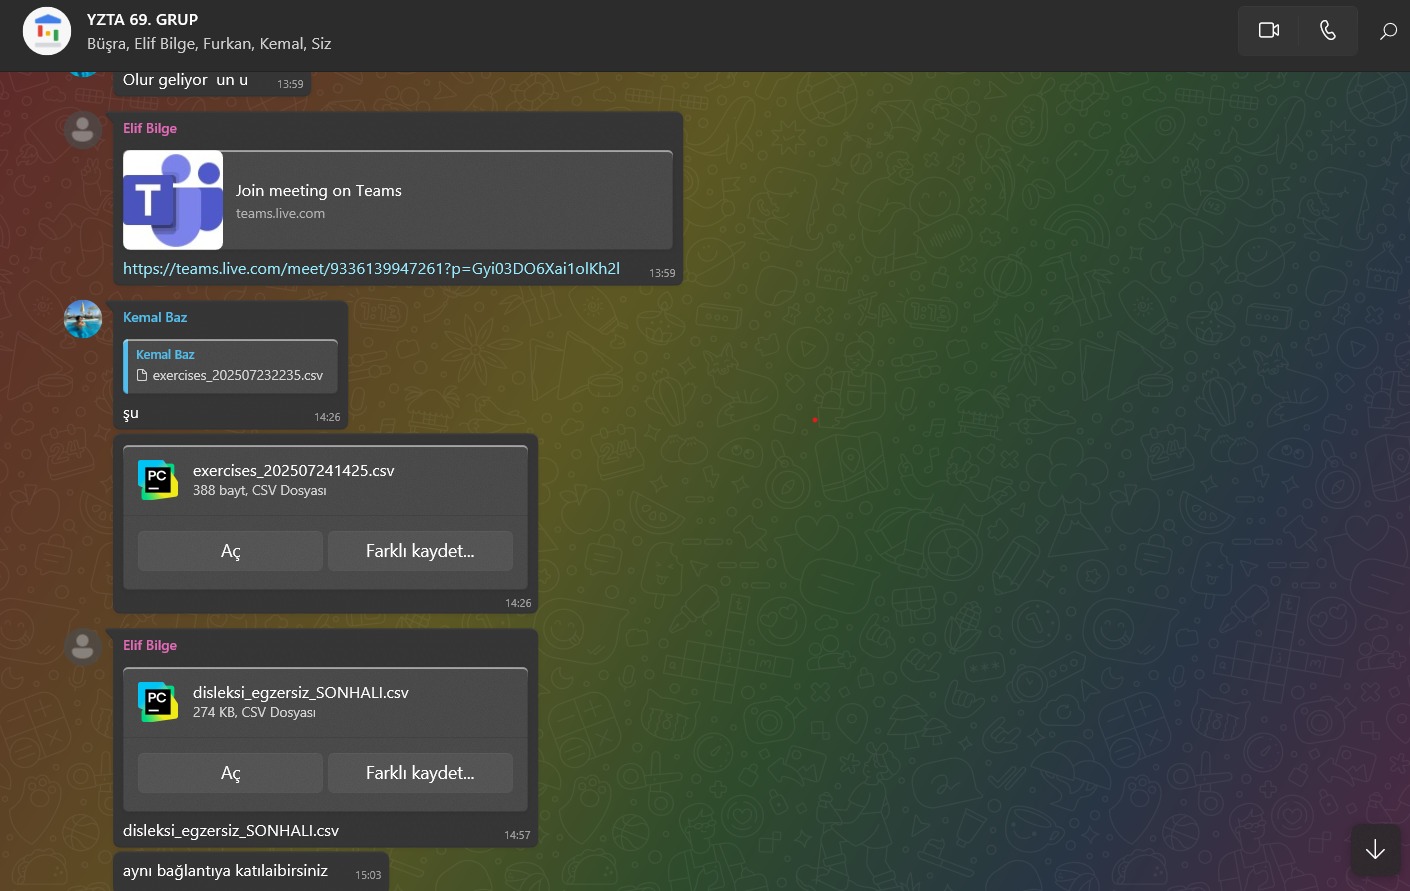 YZTA 69. GRUP
Büşra, Elif Bilge, Furkan, Kemal, Siz
Olur geliyor un u
13:59
Elif Bilge
T
Join meeting on Teams
teams.live.com
https://teams.live.com/meet/9336139947261?p=Gyi03DO6Xai1olKh2l
13:59
Kemal Baz
Kemal Baz
exercises_202507232235.csv
şu
14:26
PC
exercises_202507241425.csv
388 bayt, CSV Dosyası
Aç
Farklı kaydet...
14:26
Elif Bilge
PC
disleksi_egzersiz_SONHALI.csv
274 KB, CSV Dosyası
Aç
Farklı kaydet...
disleksi_egzersiz_SONHALI.csv
14:57
aynı bağlantıya katılaibirsiniz
15:03